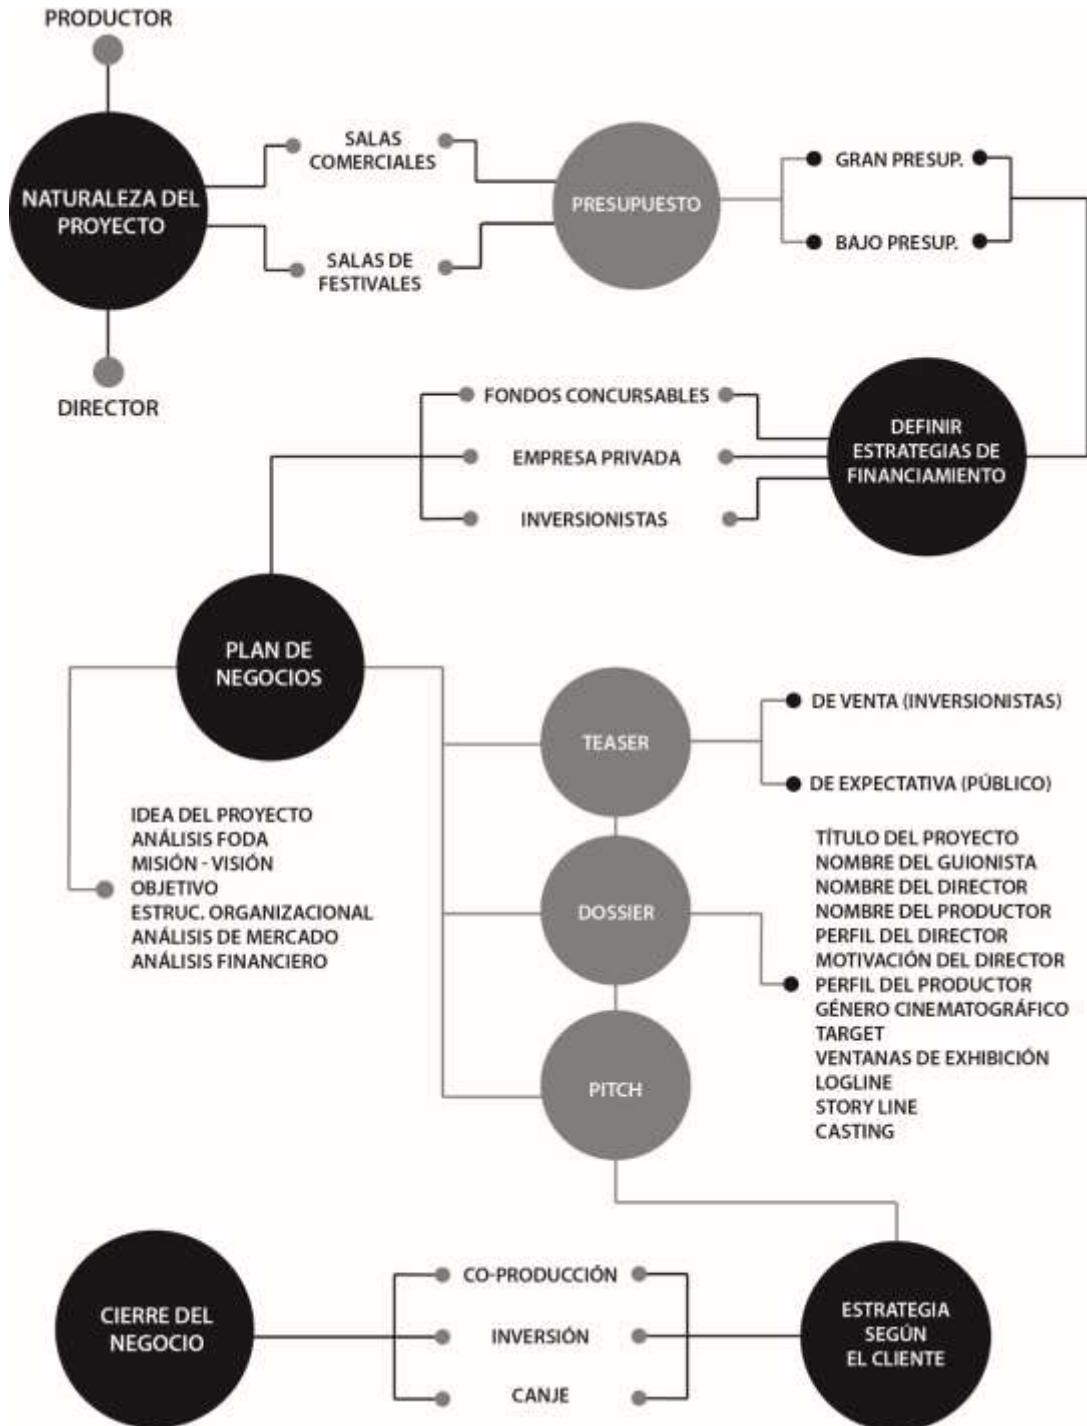 PRODUCTOR
NATURALEZA DEL
PROYECTO
DIRECTOR
SALAS
COMERCIALES
SALAS DE
FESTIVALES
PRESUPUESTO
GRAN PRESUP.
BAJO PRESUP.
DEFINIR
ESTRATEGIAS DE
FINANCIAMIENTO
FONDOS CONCURSABLES
EMPRESA PRIVADA
INVERSIONISTAS
PLAN DE
NEGOCIOS
IDEA DEL PROYECTO
ANÁLISIS FODA
MISIÓN - VISIÓN
OBJETIVO
ESTRUC. ORGANIZACIONAL
ANÁLISIS DE MERCADO
ANÁLISIS FINANCIERO
TEASER
DE VENTA (INVERSIONISTAS)
DE EXPECTATIVA (PÚBLICO)
DOSSIER
TÍTULO DEL PROYECTO
NOMBRE DEL GUIONISTA
NOMBRE DEL DIRECTOR
NOMBRE DEL PRODUCTOR
PERFIL DEL DIRECTOR
MOTIVACIÓN DEL DIRECTOR
PERFIL DEL PRODUCTOR
GÉNERO CINEMATOGRÁFICO
TARGET
VENTANAS DE EXHIBICIÓN
LOGLINE
STORY LINE
CASTING
PITCH
ESTRATEGIA
SEGÚN
EL CLIENTE
CO-PRODUCCIÓN
INVERSIÓN
CANJE
CIERRE DEL
NEGOCIO